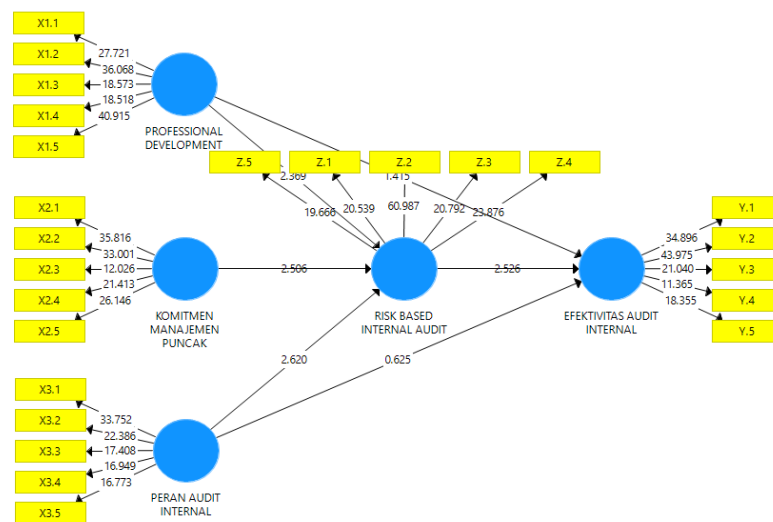 X1.1
X1.2
X1.3
X1.4
X1.5
27.721
36.068
18.573
18.518
40.915
PROFESSIONAL
DEVELOPMENT
Z.5
Z.1
Z.2
Z.3
Z.4
2.369
1.415
19.666
20.539
60.987
20.792
23.876
X2.1
X2.2
X2.3
X2.4
X2.5
35.816
33.001
12.026
21.413
26.146
KOMITMEN
MANAJEMEN
PUNCAK
2.506
RISK BASED
INTERNAL AUDIT
2.526
EFEKTIVITAS AUDIT
INTERNAL
34.896
43.975
21.040
11.365
18.355
Y.1
Y.2
Y.3
Y.4
Y.5
2.620
0.625
X3.1
X3.2
X3.3
X3.4
X3.5
33.752
22.386
17.408
16.949
16.773
PERAN AUDIT
INTERNAL